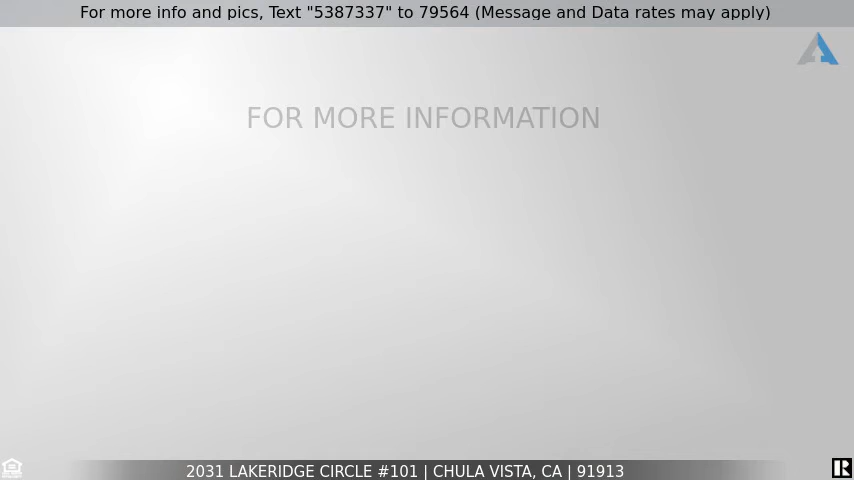 For more info and pics, Text "5387337" to 79564 (Message and Data rates may apply)
FOR MORE INFORMATION
2031 LAKERIDGE CIRCLE #101 | CHULA VISTA, CA | 91913